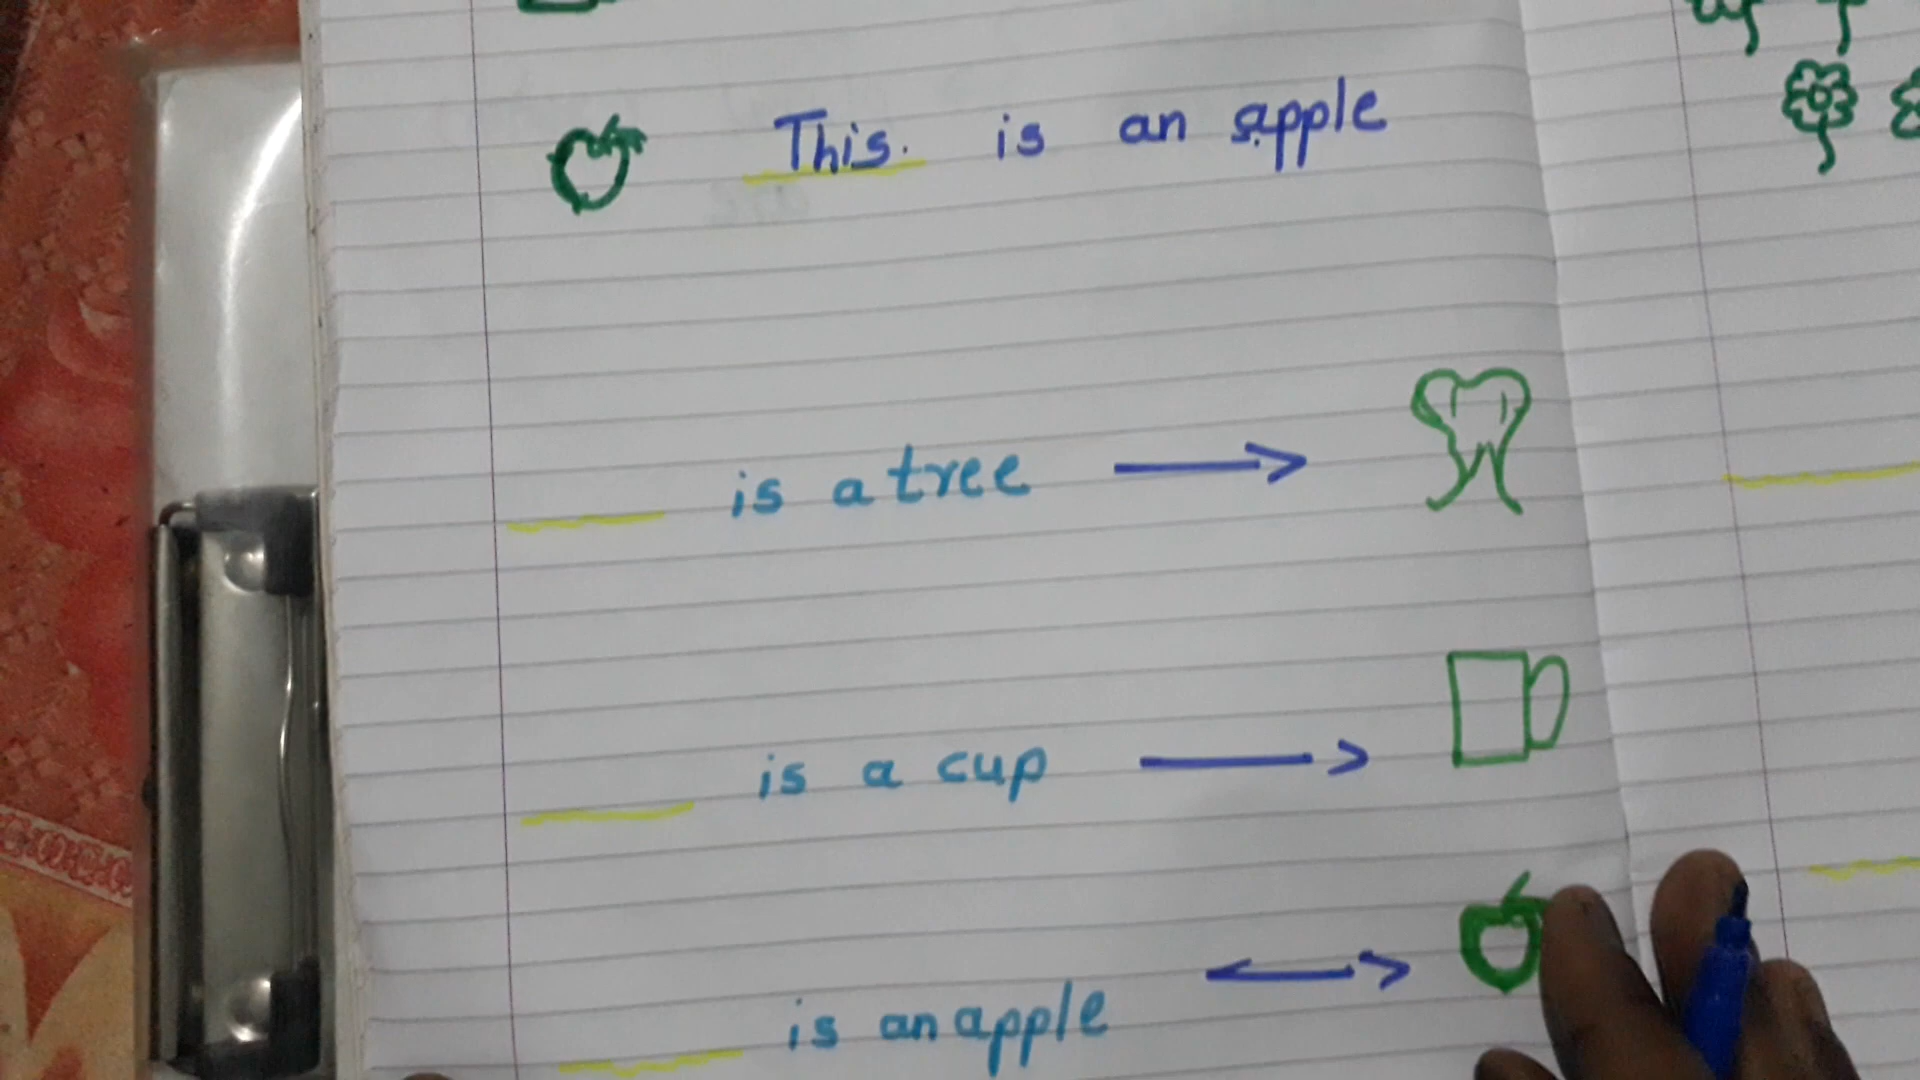 This. is an apple
is a tree
is a cup
is an apple